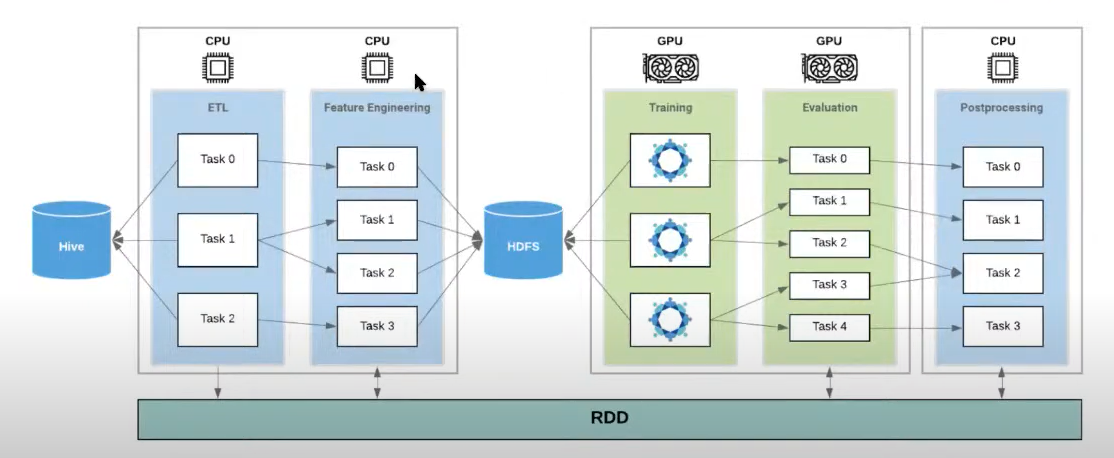 CPU
CPU
GPU
GPU
CPU
ETL
Feature Engineering
Training
Evaluation
Postprocessing
Task 0
Task 1
Task 2
Task 0
Task 1
Task 2
Task 3
Task 0
Task 1
Task 2
Task 3
Task 4
Task 0
Task 1
Task 2
Task 3
Hive
HDFS
RDD